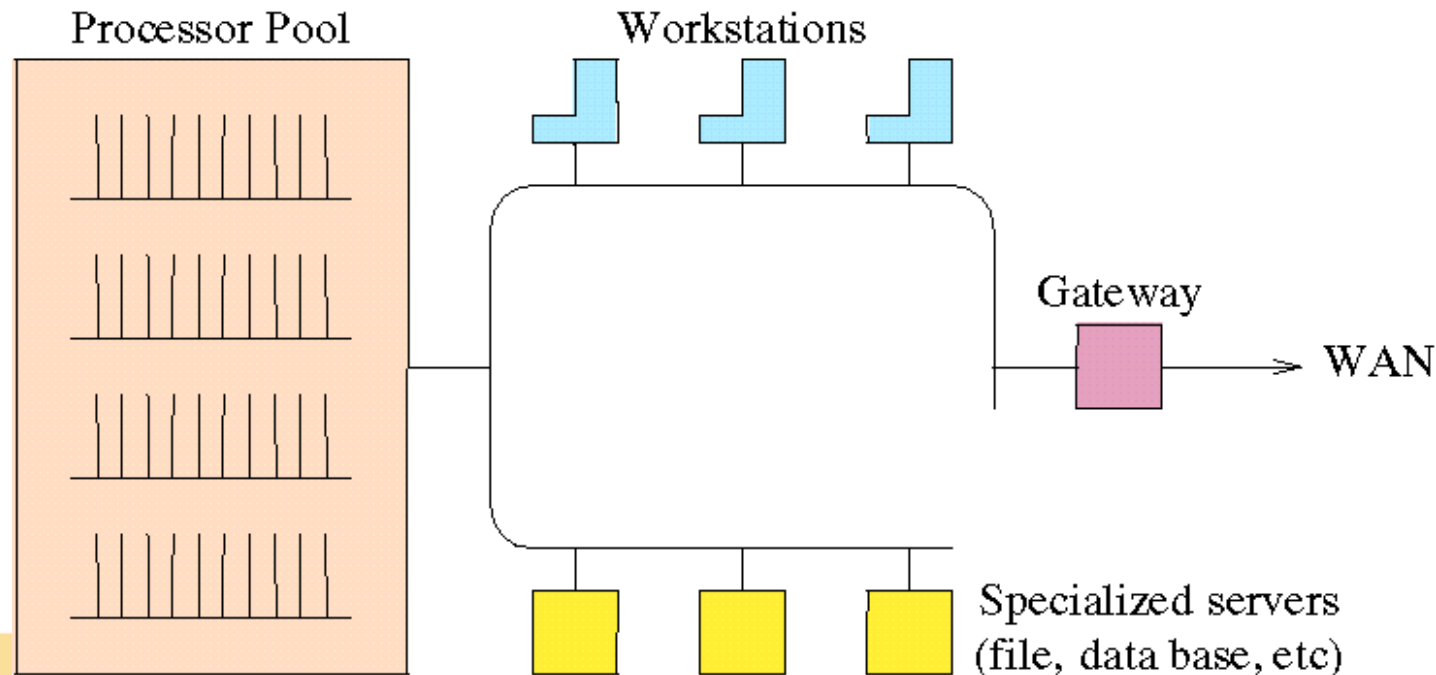 Processor Pool
Workstations
Gateway
WAN
Specialized servers
(file, data base, etc)